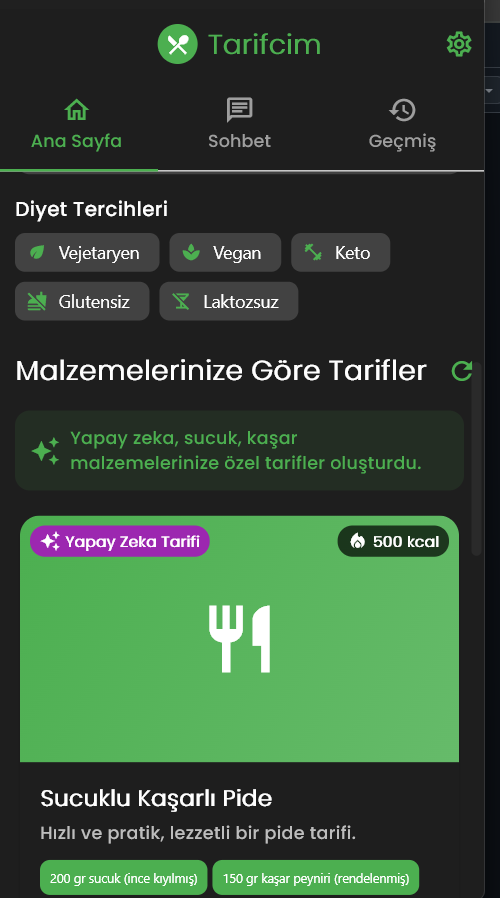 Tarifcim
Ana Sayfa
Sohbet
Geçmiş
Diyet Tercihleri
Vejetaryen
Vegan
Keto
Glutensiz
Laktozsuz
Malzemelerinize Göre Tarifler
Yapay zeka, sucuk, kaşar
malzemelerinize özel tarifler oluşturdu.
Yapay Zeka Tarifi
500 kcal
Sucuklu Kaşarlı Pide
Hızlı ve pratik, lezzetli bir pide tarifi.
200 gr sucuk (ince kıyılmış)
150 gr kaşar peyniri (rendelenmiş)